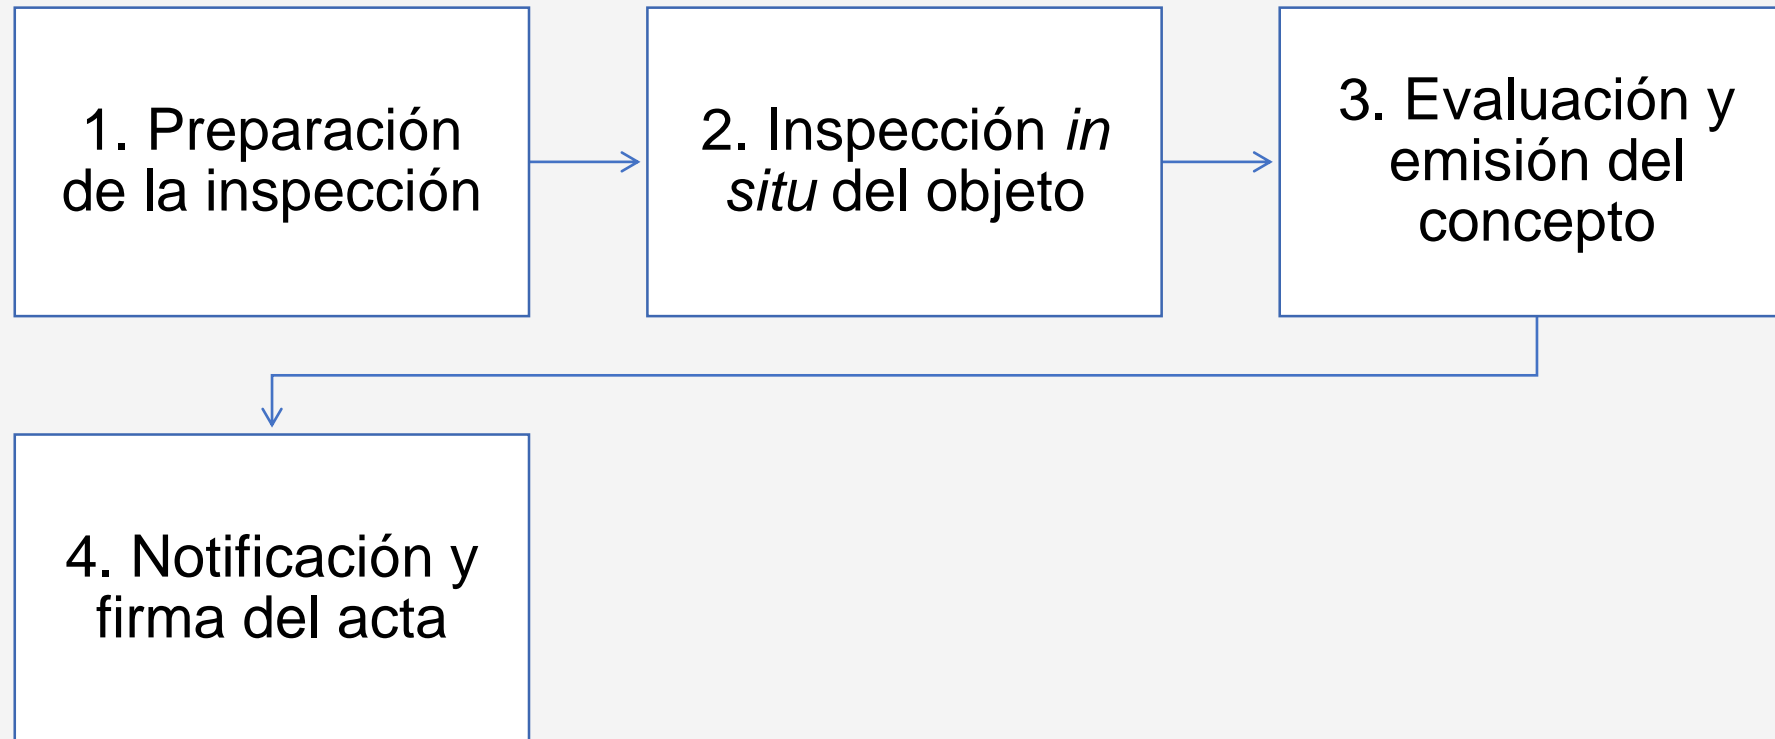 1. Preparación
de la inspección
2. Inspección in
situ del objeto
3. Evaluación y
emisión del
concepto
4. Notificación y
firma del acta